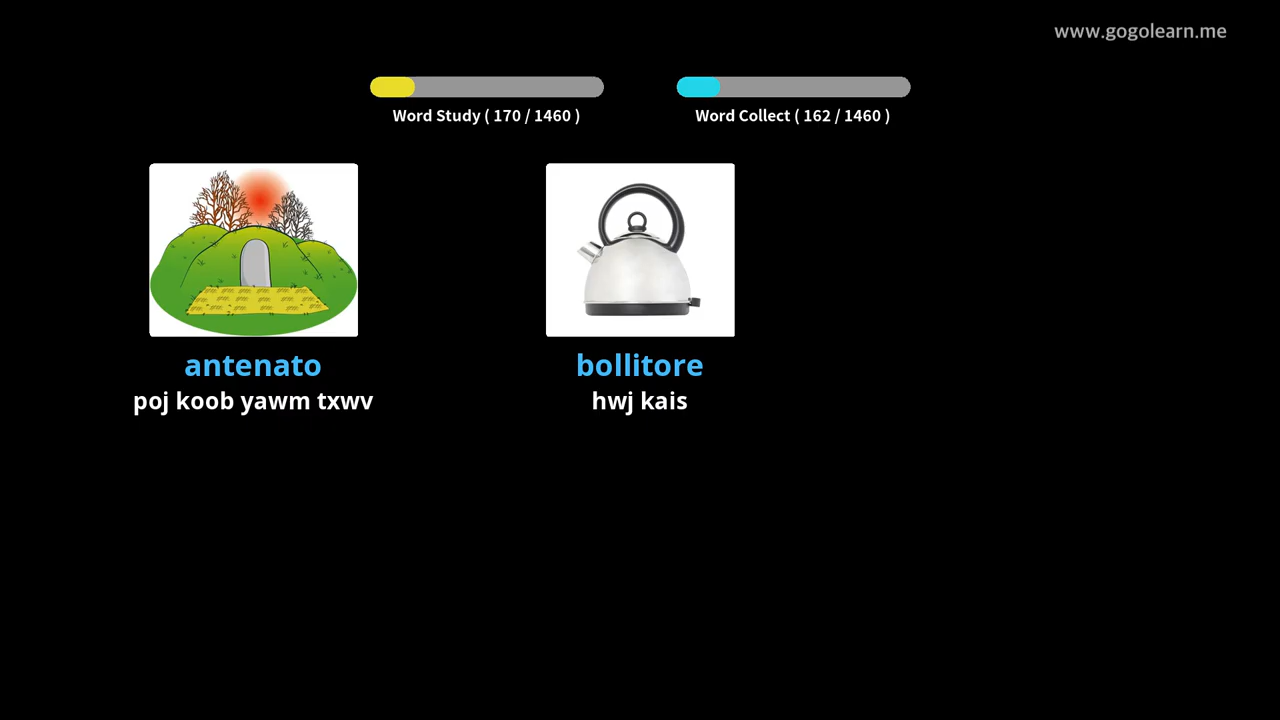 www.gogolearn.me
Word Study ( 170 / 1460 )
Word Collect ( 162 / 1460 )
antenato
poj koob yawm txwv
bollitore
hwj kais